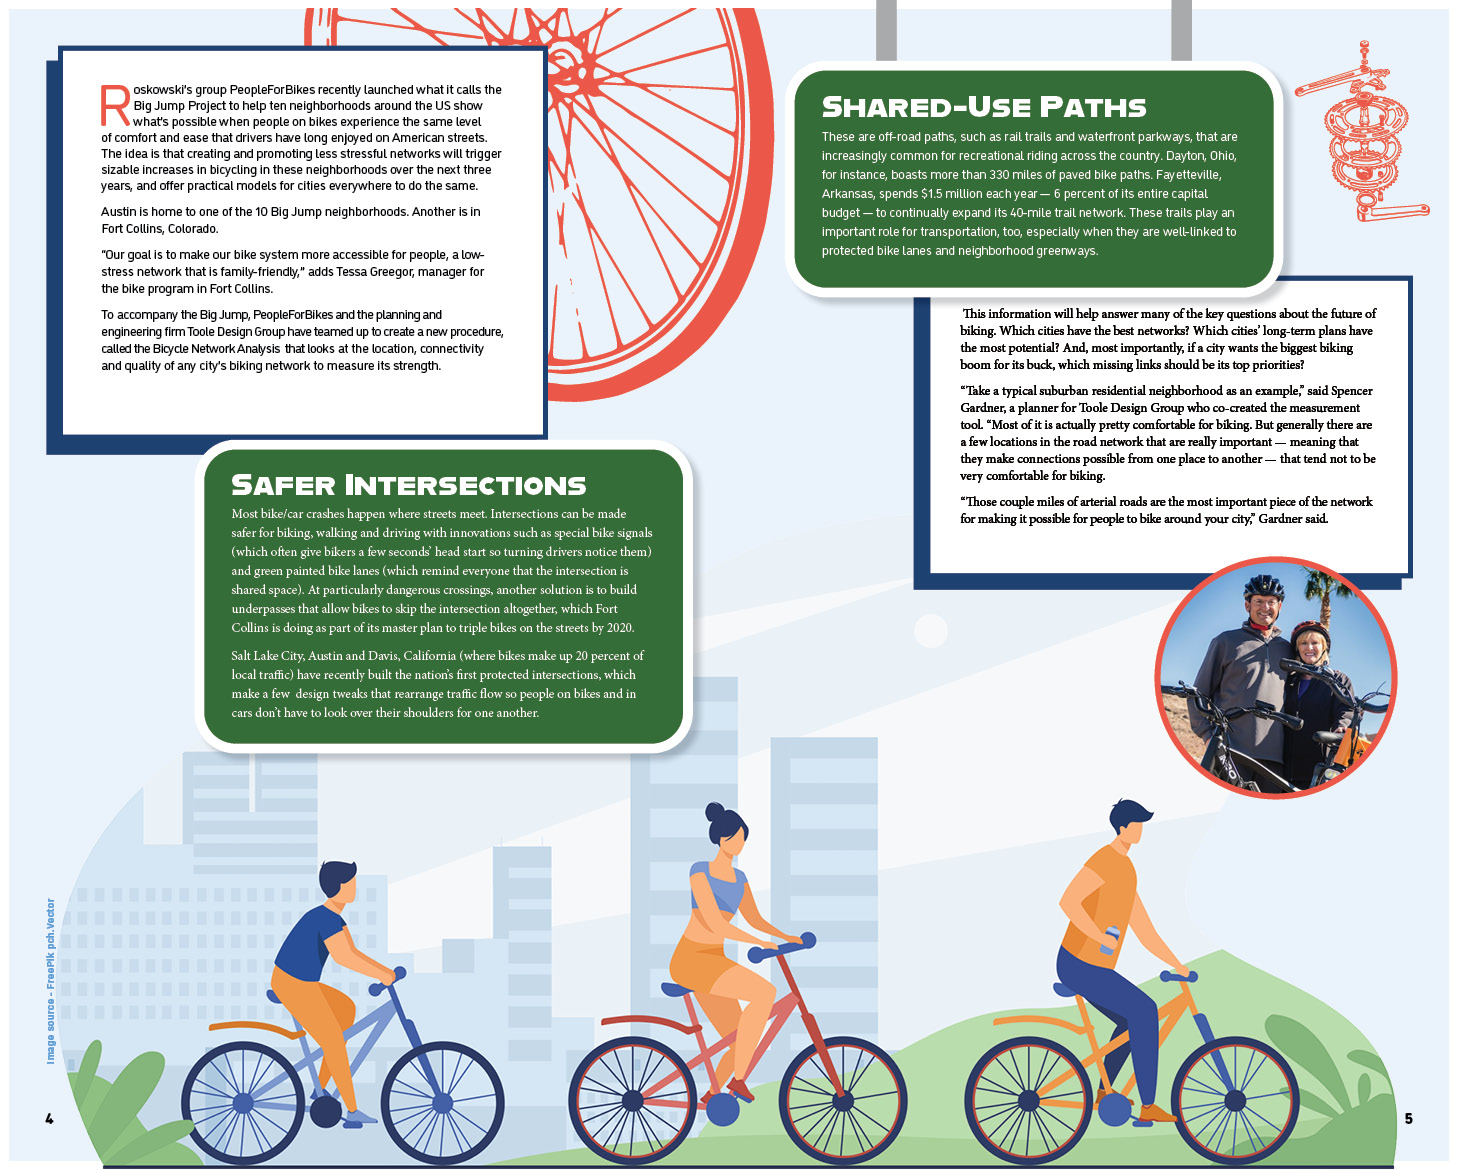 Roskowski's group PeopleForBikes recently launched what it calls the
Big Jump Project to help ten neighborhoods around the US show
what's possible when people on bikes experience the same level
of comfort and ease that drivers have long enjoyed on American streets.
The idea is that creating and promoting less stressful networks will trigger
sizable increases in bicycling in these neighborhoods over the next three
years, and offer practical models for cities everywhere to do the same.
Austin is home to one of the 10 Big Jump neighborhoods. Another is in
Fort Collins, Colorado.
“Our goal is to make our bike system more accessible for people, a low-
stress network that is family-friendly,” adds Tessa Greegor, manager for
the bike program in Fort Collins.
To accompany the Big Jump, PeopleForBikes and the planning and
engineering firm Toole Design Group have teamed up to create a new procedure,
called the Bicycle Network Analysis that looks at the location, connectivity
and quality of any city's biking network to measure its strength.
SAFER INTERSECTIONS
Most bike/car crashes happen where streets meet. Intersections can be made
safer for biking, walking and driving with innovations such as special bike signals
(which often give bikers a few seconds’ head start so turning drivers notice them)
and green painted bike lanes (which remind everyone that the intersection is
shared space). At particularly dangerous crossings, another solution is to build
underpasses that allow bikes to skip the intersection altogether, which Fort
Collins is doing as part of its master plan to triple bikes on the streets by 2020.
Salt Lake City, Austin and Davis, California (where bikes make up 20 percent of
local traffic) have recently built the nation’s first protected intersections, which
make a few design tweaks that rearrange traffic flow so people on bikes and in
cars don’t have to look over their shoulders for one another.
Image source - FreePik pch.vector
4
SHARED-USE PATHS
These are off-road paths, such as rail trails and waterfront parkways, that are
increasingly common for recreational riding across the country. Dayton, Ohio,
for instance, boasts more than 330 miles of paved bike paths. Fayetteville,
Arkansas, spends $1.5 million each year — 6 percent of its entire capital
budget — to continually expand its 40-mile trail network. These trails play an
important role for transportation, too, especially when they are well-linked to
protected bike lanes and neighborhood greenways.
This information will help answer many of the key questions about the future of
biking. Which cities have the best networks? Which cities’ long-term plans have
the most potential? And, most importantly, if a city wants the biggest biking
boom for its buck, which missing links should be its top priorities?
“Take a typical suburban residential neighborhood as an example,” said Spencer
Gardner, a planner for Toole Design Group who co-created the measurement
tool. “Most of it is actually pretty comfortable for biking. But generally there are
a few locations in the road network that are really important — meaning that
they make connections possible from one place to another — that tend not to be
very comfortable for biking.
“Those couple miles of arterial roads are the most important piece of the network
for making it possible for people to bike around your city,” Gardner said.
5